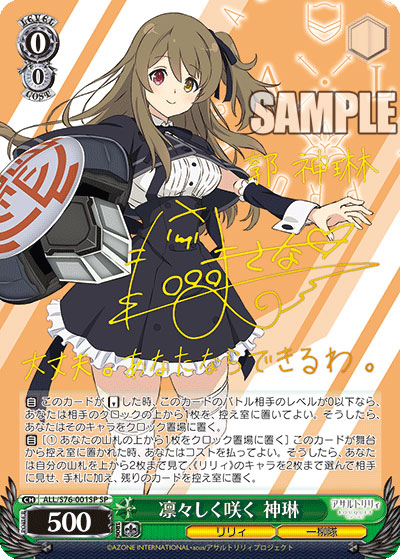 LEVEL
0
0
COST
SAMPLE
郭 神琳
大丈夫。あなたならできるわ。
自 このカードが した時、このカードのバトル相手のレベルが0以下なら、
あなたは相手のクロックの上から1枚を、控え室に置いてよい。そうしたら、
そのキャラをクロック置場に置く。
自 [① あなたの山札の上から1枚をクロック置場に置く] このカードが舞台
から控え室に置かれた時、あなたはコストを払ってよい。そうしたら、あなた
は自分の山札を上から2枚まで見て、《リリィ》のキャラを2枚まで選んで相手に
見せ、手札に加え、残りのカードを控え室に置く。
CH ALL/S76-001SP SP
500
凛々しく咲く 神琳
アサルトリリィ
BOUQUET
リリィ
一柳隊
©AZONE INTERNATIONAL・acus/アサルトリリィプロジェクト